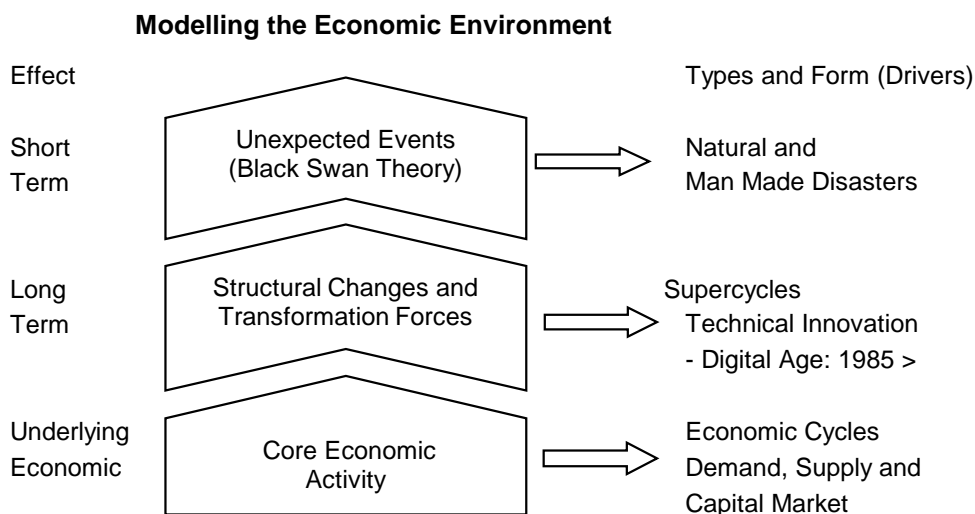 Modelling the Economic Environment
Effect
Types and Form (Drivers)
Short
Term
Unexpected Events
(Black Swan Theory)
Natural and
Man Made Disasters
Long
Term
Structural Changes and
Transformation Forces
Supercycles
Technical Innovation
- Digital Age: 1985 >
Underlying
Economic
Core Economic
Activity
Economic Cycles
Demand, Supply and
Capital Market